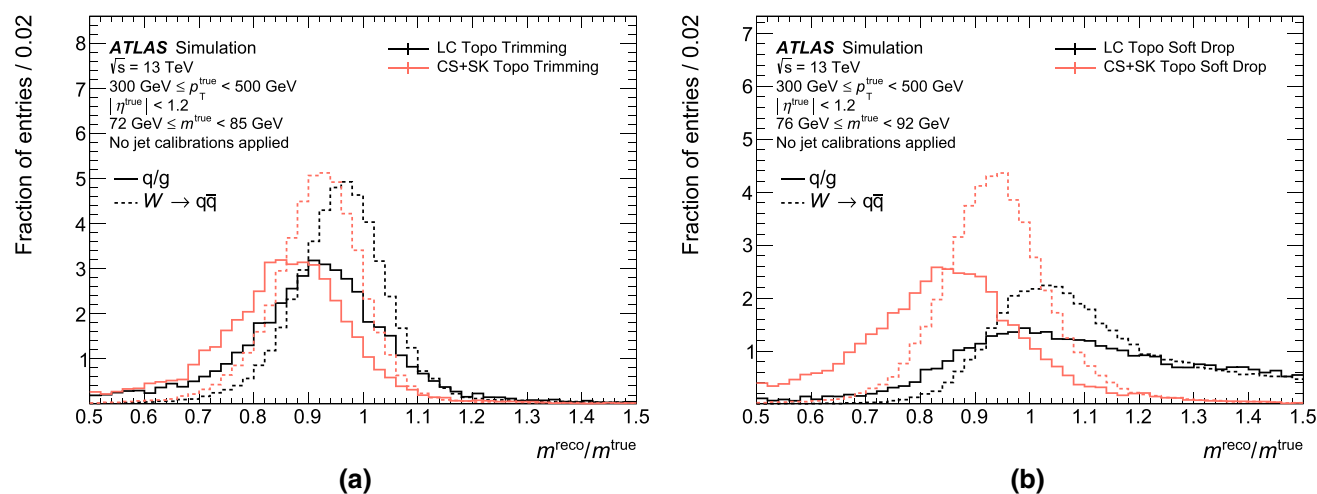 Fraction of entries / 0.02
8
7
6
5
4
3
2
1
ATLAS Simulation
√s = 13 TeV
300 GeV ≤ p_T^true < 500 GeV
| η^true | < 1.2
72 GeV ≤ m^true < 85 GeV
No jet calibrations applied
q/g
W → qq̅
LC Topo Trimming
CS+SK Topo Trimming
0.5 0.6 0.7 0.8 0.9 1 1.1 1.2 1.3 1.4 1.5
m^reco/m^true
(a)
Fraction of entries / 0.02
7
6
5
4
3
2
1
ATLAS Simulation
√s = 13 TeV
300 GeV ≤ p_T^true < 500 GeV
| η^true | < 1.2
76 GeV ≤ m^true < 92 GeV
No jet calibrations applied
q/g
W → qq̅
LC Topo Soft Drop
CS+SK Topo Soft Drop
0.5 0.6 0.7 0.8 0.9 1 1.1 1.2 1.3 1.4 1.5
m^reco/m^true
(b)